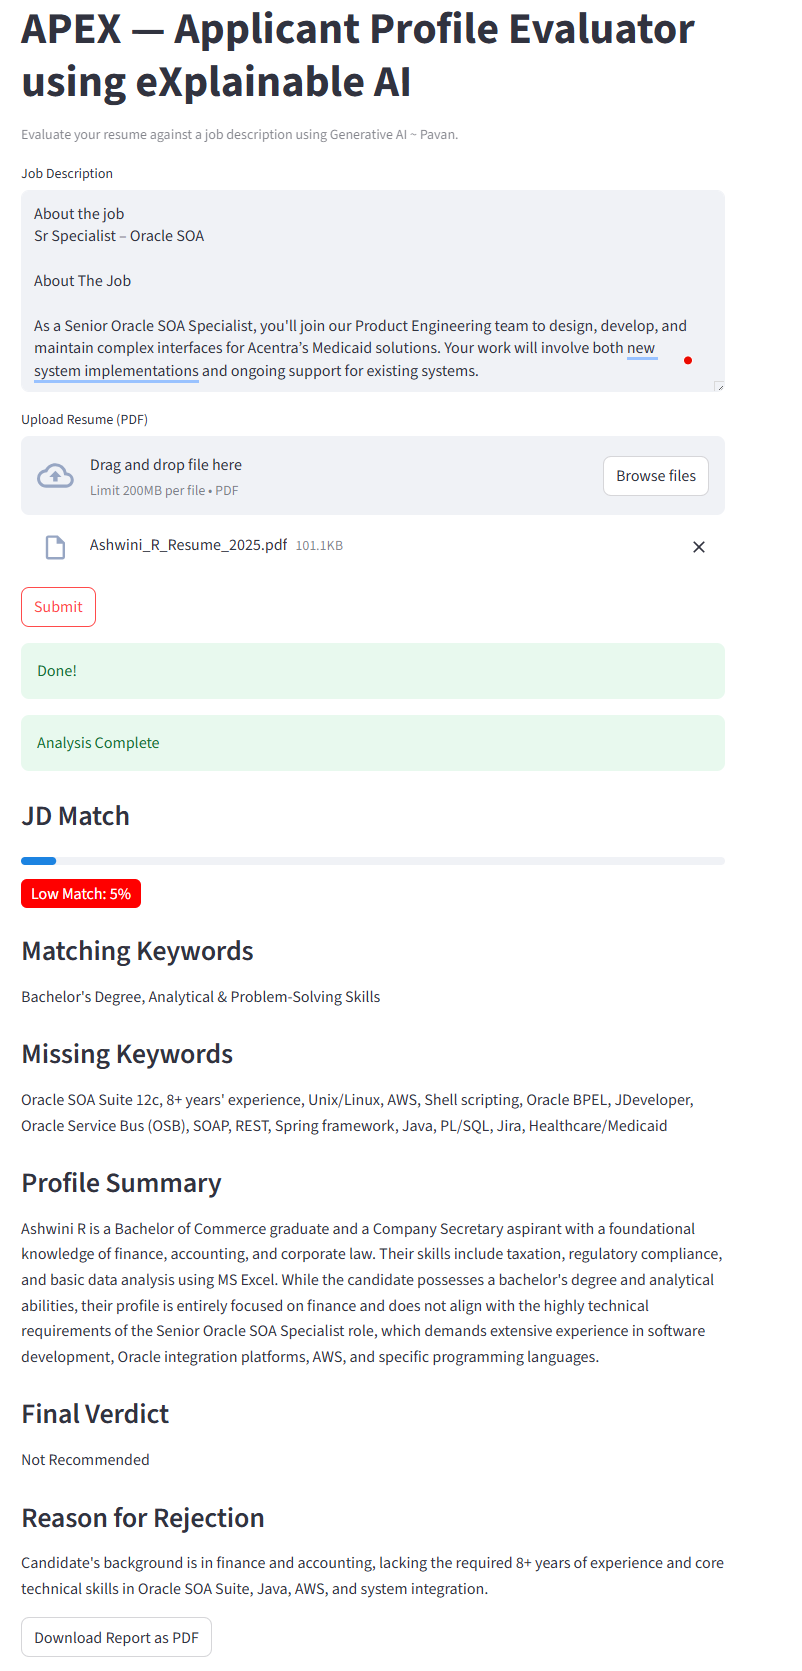 APEX — Applicant Profile Evaluator
using eXplainable AI
Evaluate your resume against a job description using Generative AI ~ Pavan.
Job Description
About the job
Sr Specialist – Oracle SOA
About The Job
As a Senior Oracle SOA Specialist, you'll join our Product Engineering team to design, develop, and
maintain complex interfaces for Acentra’s Medicaid solutions. Your work will involve both new
system implementations and ongoing support for existing systems.
Upload Resume (PDF)
Drag and drop file here
Limit 200MB per file • PDF
Browse files
Ashwini_R_Resume_2025.pdf 101.1KB
Submit
Done!
Analysis Complete
JD Match
Low Match: 5%
Matching Keywords
Bachelor's Degree, Analytical & Problem-Solving Skills
Missing Keywords
Oracle SOA Suite 12c, 8+ years' experience, Unix/Linux, AWS, Shell scripting, Oracle BPEL, JDeveloper,
Oracle Service Bus (OSB), SOAP, REST, Spring framework, Java, PL/SQL, Jira, Healthcare/Medicaid
Profile Summary
Ashwini R is a Bachelor of Commerce graduate and a Company Secretary aspirant with a foundational
knowledge of finance, accounting, and corporate law. Their skills include taxation, regulatory compliance,
and basic data analysis using MS Excel. While the candidate possesses a bachelor's degree and analytical
abilities, their profile is entirely focused on finance and does not align with the highly technical
requirements of the Senior Oracle SOA Specialist role, which demands extensive experience in software
development, Oracle integration platforms, AWS, and specific programming languages.
Final Verdict
Not Recommended
Reason for Rejection
Candidate's background is in finance and accounting, lacking the required 8+ years of experience and core
technical skills in Oracle SOA Suite, Java, AWS, and system integration.
Download Report as PDF